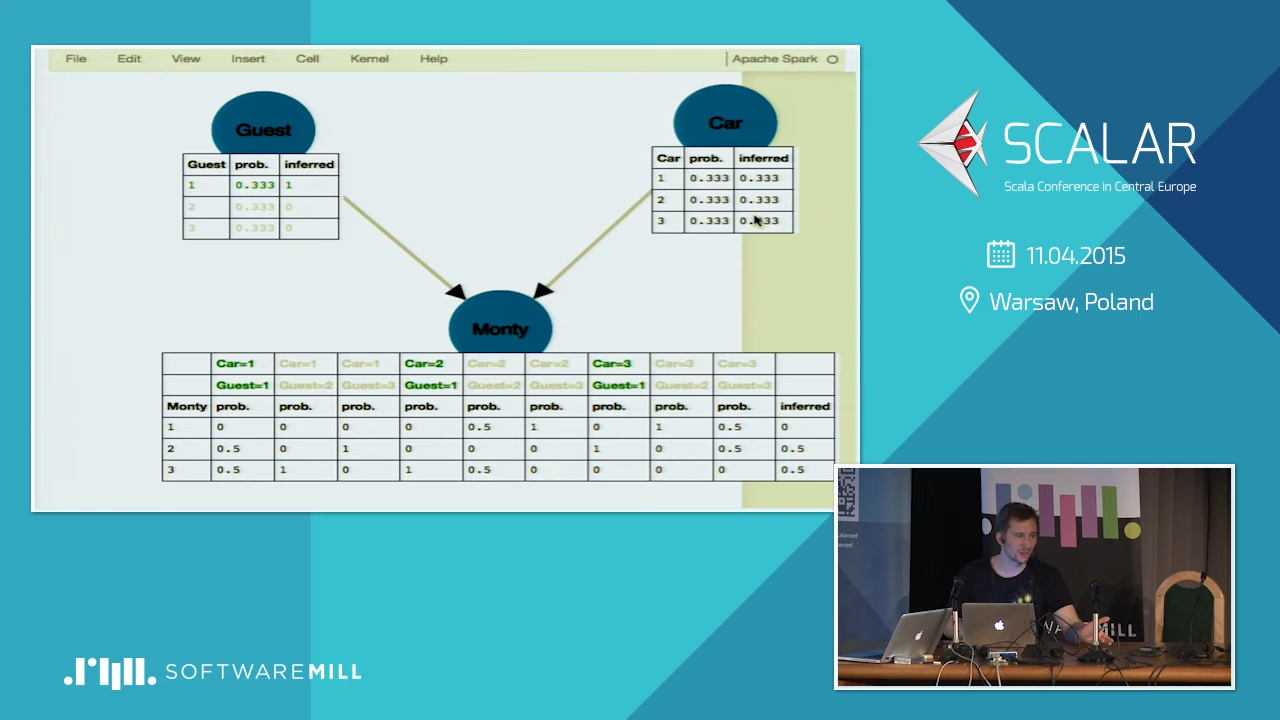 File Edit View Insert Cell Kernel Help Apache Spark
Guest
Guest prob. inferred
1 0.333 1
2 0.333 0
3 0.333 0
Car
Car prob. inferred
1 0.333 0.333
2 0.333 0.333
3 0.333 0.333
Monty
Car=1 Car=1 Car=1 Car=2 Car=2 Car=2 Car=3 Car=3 Car=3
Guest=1 Guest=2 Guest=3 Guest=1 Guest=2 Guest=3 Guest=1 Guest=2 Guest=3
Monty prob. prob. prob. prob. prob. prob. prob. prob. prob. inferred
1 0 0 0 0 0.5 1 0 1 0.5 0
2 0.5 0 1 0 0 0 1 0 0.5 0.5
3 0.5 1 0 1 0.5 0 0 0 0 0.5
SCALAR
Scala Conference in Central Europe
11.04.2015
Warsaw, Poland
SOFTWAREMILL